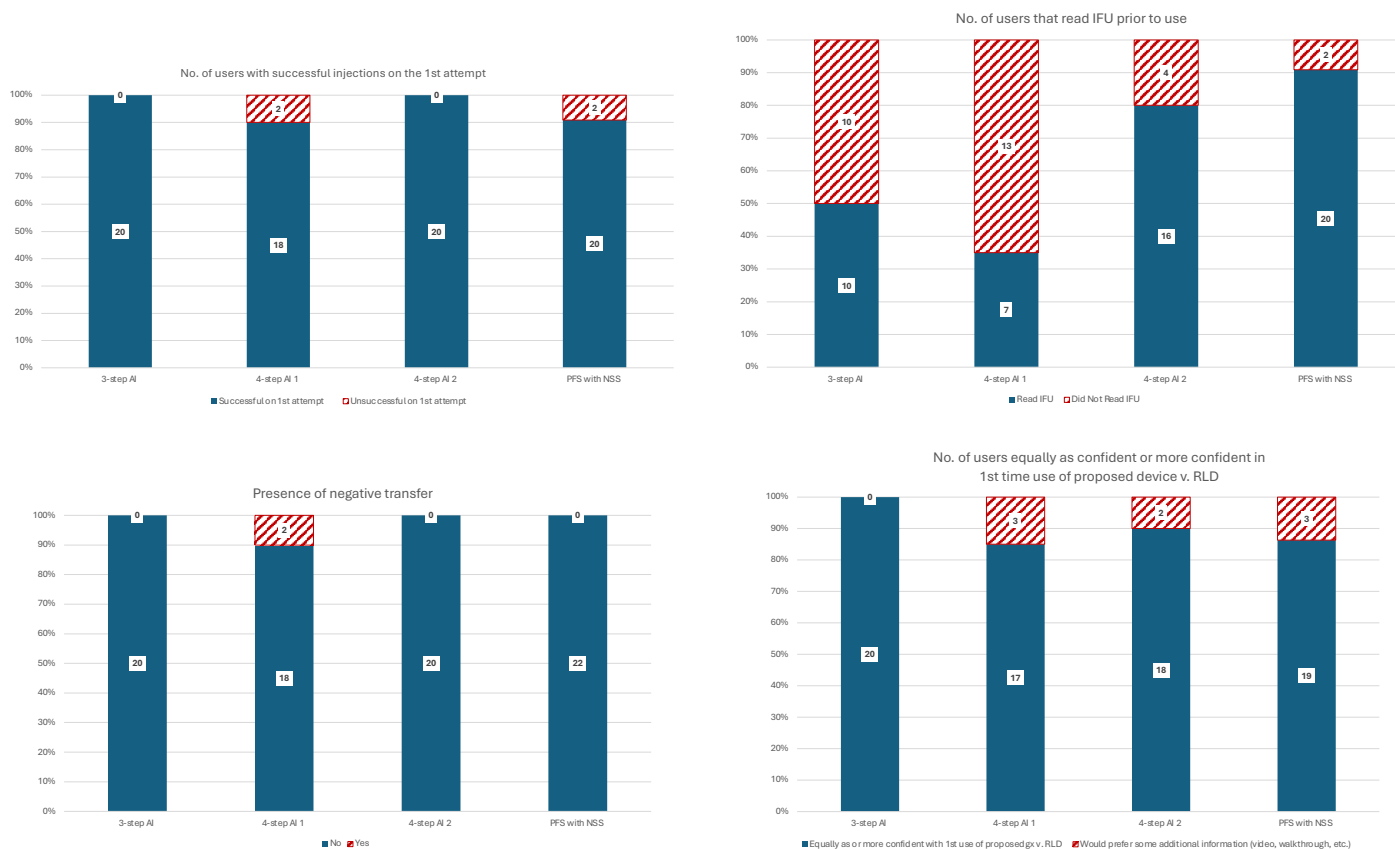 No. of users with successful injections on the 1st attempt
100%
90%
80%
70%
60%
50%
40%
30%
20%
10%
0%
0
2
0
2
20
18
20
20
3-step AI
4-step AI 1
4-step AI 2
PFS with NSS
Successful on 1st attempt
Unsuccessful on 1st attempt
No. of users that read IFU prior to use
100%
90%
80%
70%
60%
50%
40%
30%
20%
10%
0%
10
13
4
2
10
7
16
20
3-step AI
4-step AI 1
4-step AI 2
PFS with NSS
Read IFU
Did Not Read IFU
Presence of negative transfer
100%
90%
80%
70%
60%
50%
40%
30%
20%
10%
0%
0
2
0
0
20
18
20
22
3-step AI
4-step AI 1
4-step AI 2
PFS with NSS
No
Yes
No. of users equally as confident or more confident in
1st time use of proposed device v. RLD
100%
90%
80%
70%
60%
50%
40%
30%
20%
10%
0%
0
3
2
3
20
17
18
19
3-step AI
4-step AI 1
4-step AI 2
PFS with NSS
Equally as or more confident with 1st use of proposed gx v. RLD
Would prefer some additional information (video, walkthrough, etc.)